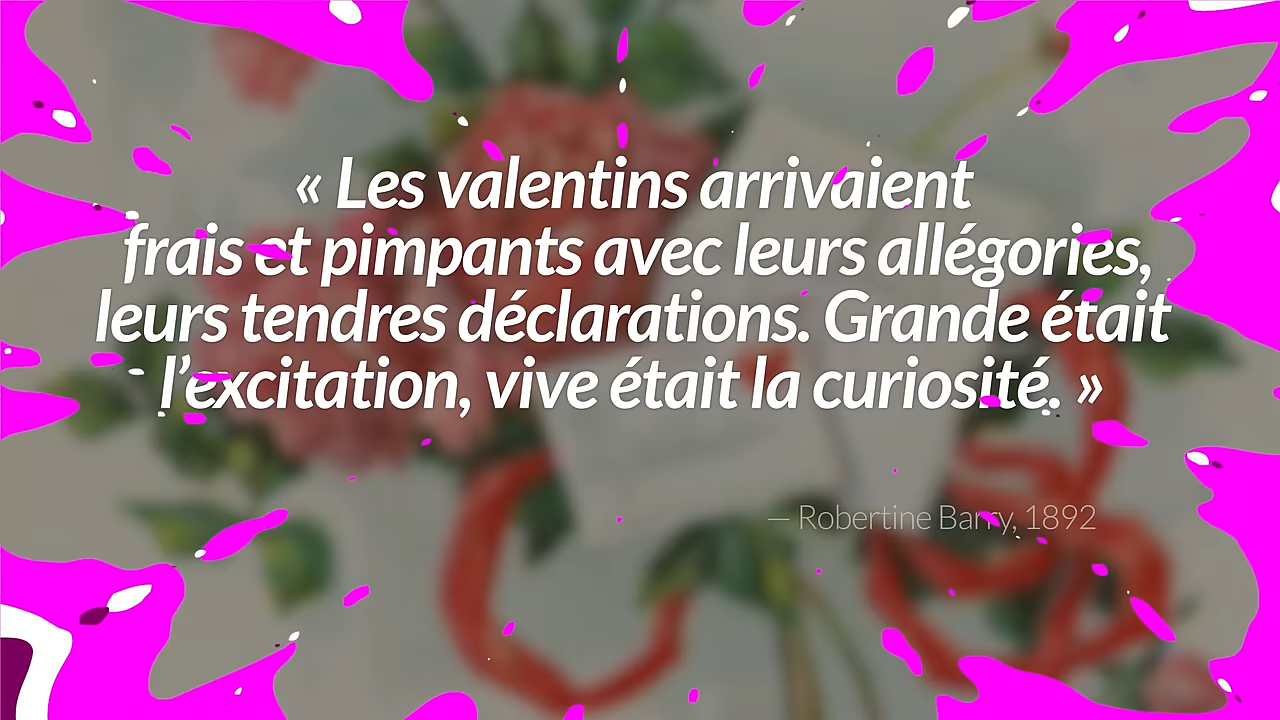 « Les valentins arrivaient
frais et pimpants avec leurs allégories,
leurs tendres déclarations. Grande était
l’excitation, vive était la curiosité. »
— Robertine Barry, 1892